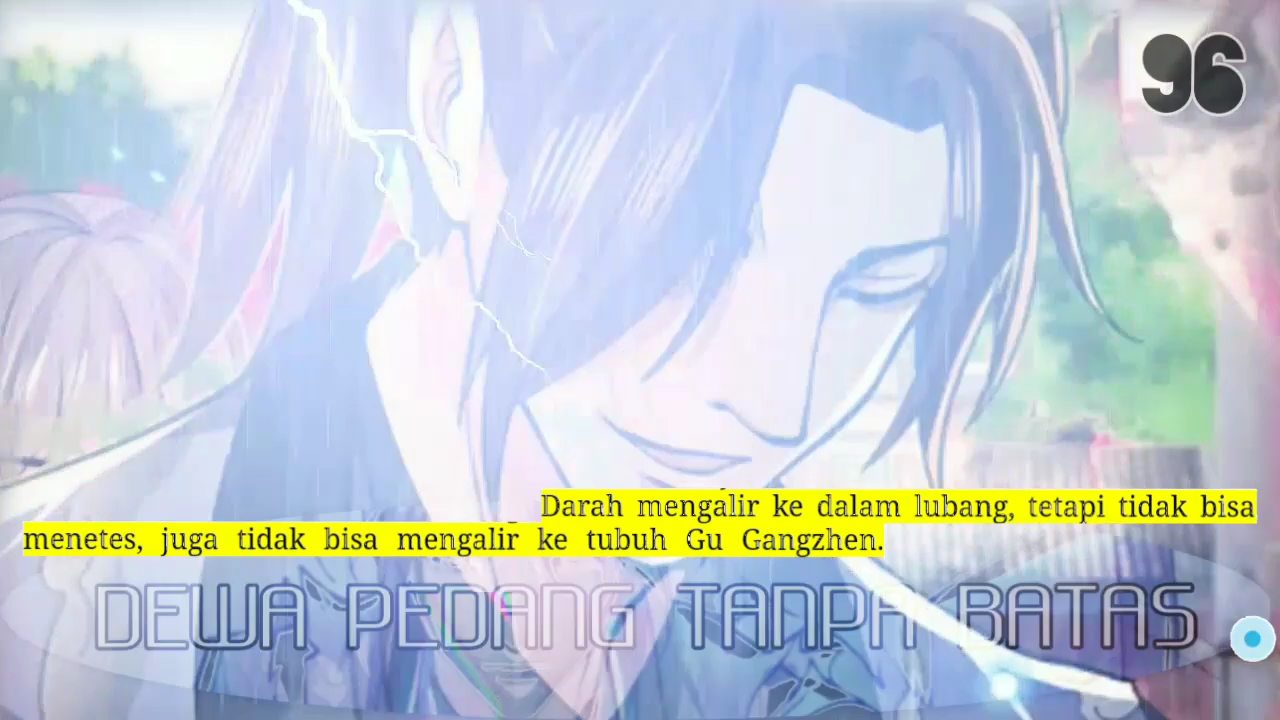 96
Darah mengalir ke dalam lubang, tetapi tidak bisa
menetes, juga tidak bisa mengalir ke tubuh Gu Gangzhen.
DEWA PEDANG TANPA BATAS